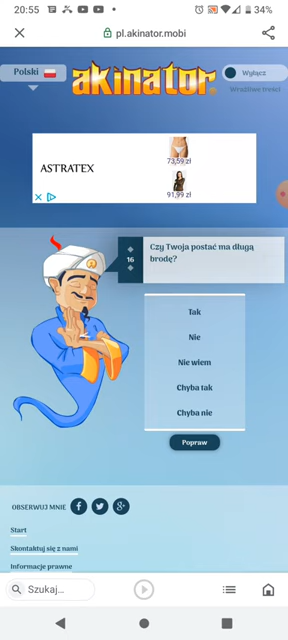 20:55
34%
pl.akinator.mobi
Polski
akinator.
Wyłącz
Wrażliwe treści
ASTRATEX
73,59 zł
91,99 zł
16
Czy Twoja postać ma długą
brodę?
Tak
Nie
Nie wiem
Chyba tak
Chyba nie
Popraw
OBSERWUJ MNIE
Start
Skontaktuj się z nami
Informacje prawne
Szukaj...